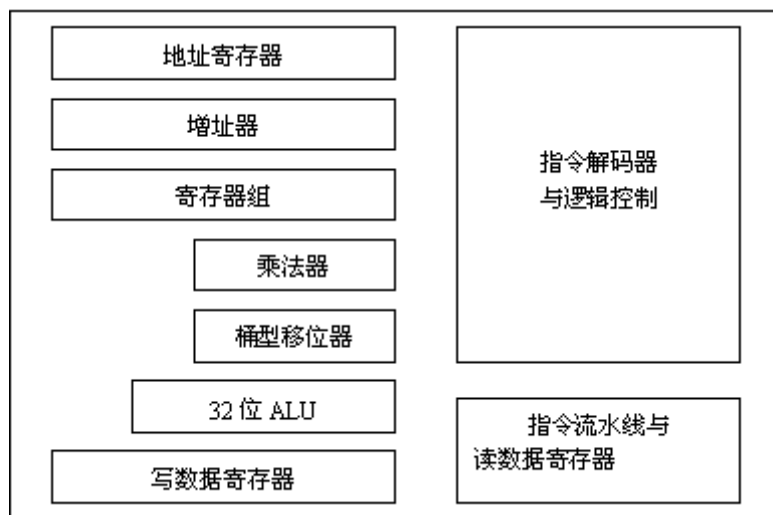 地址寄存器
增址器
寄存器组
乘法器
桶型移位器
32 位 ALU
写数据寄存器
指令解码器
与逻辑控制
指令流水线与
读数据寄存器